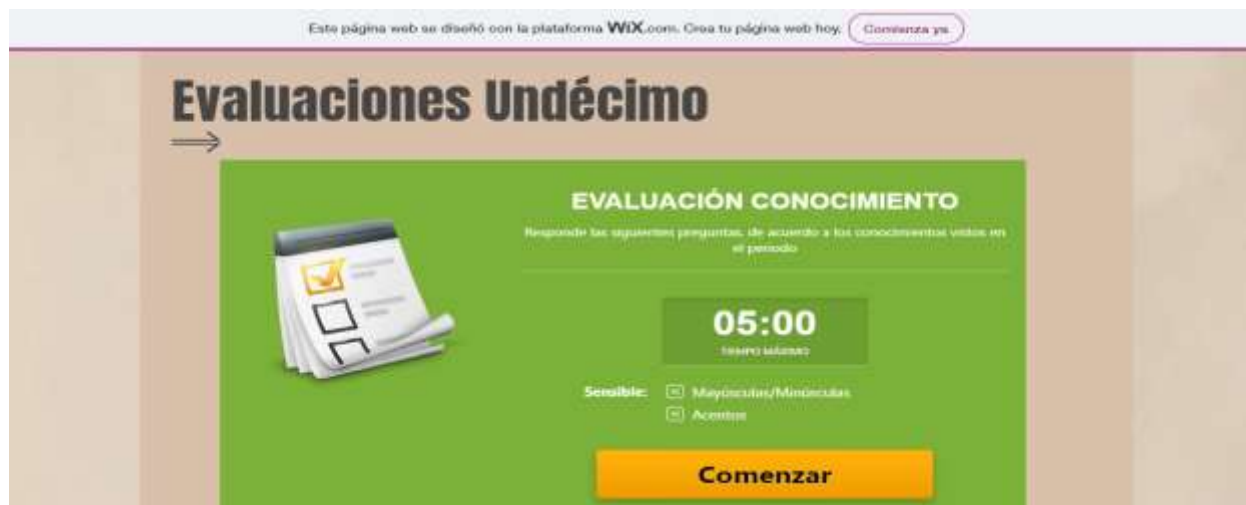 Este página web se diseñó con la plataforma WiX.com. Crea tu página web hoy. Comienza ya
Evaluaciones Undécimo
EVALUACIÓN CONOCIMIENTO
Responde las siguientes preguntas, de acuerdo a los conocimientos vistos en
el periodo
05:00
TIEMPO MÁXIMO
Sensible: Mayúsculas/Minúsculas
Acentos
Comenzar